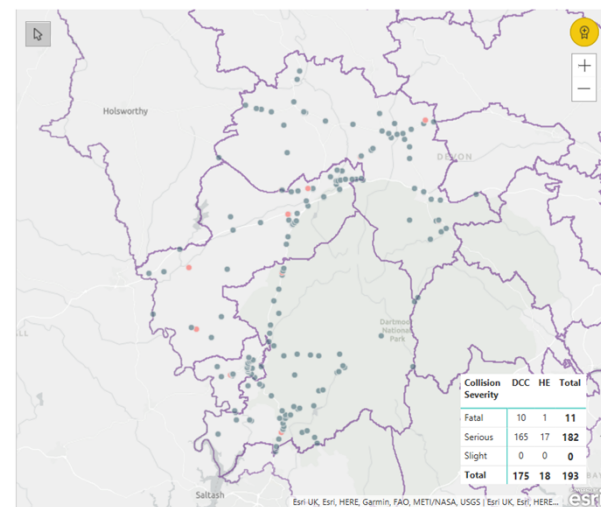 Holsworthy
DEVON
Dartmoor
National
Park
Collision Severity DCC HE Total
Fatal 10 1 11
Serious 165 17 182
Slight 0 0 0
Total 175 18 193
Saltash
Esri UK, Esri, HERE, Garmin, FAO, METI/NASA, USGS | Esri UK, Esri, HERE...
esri